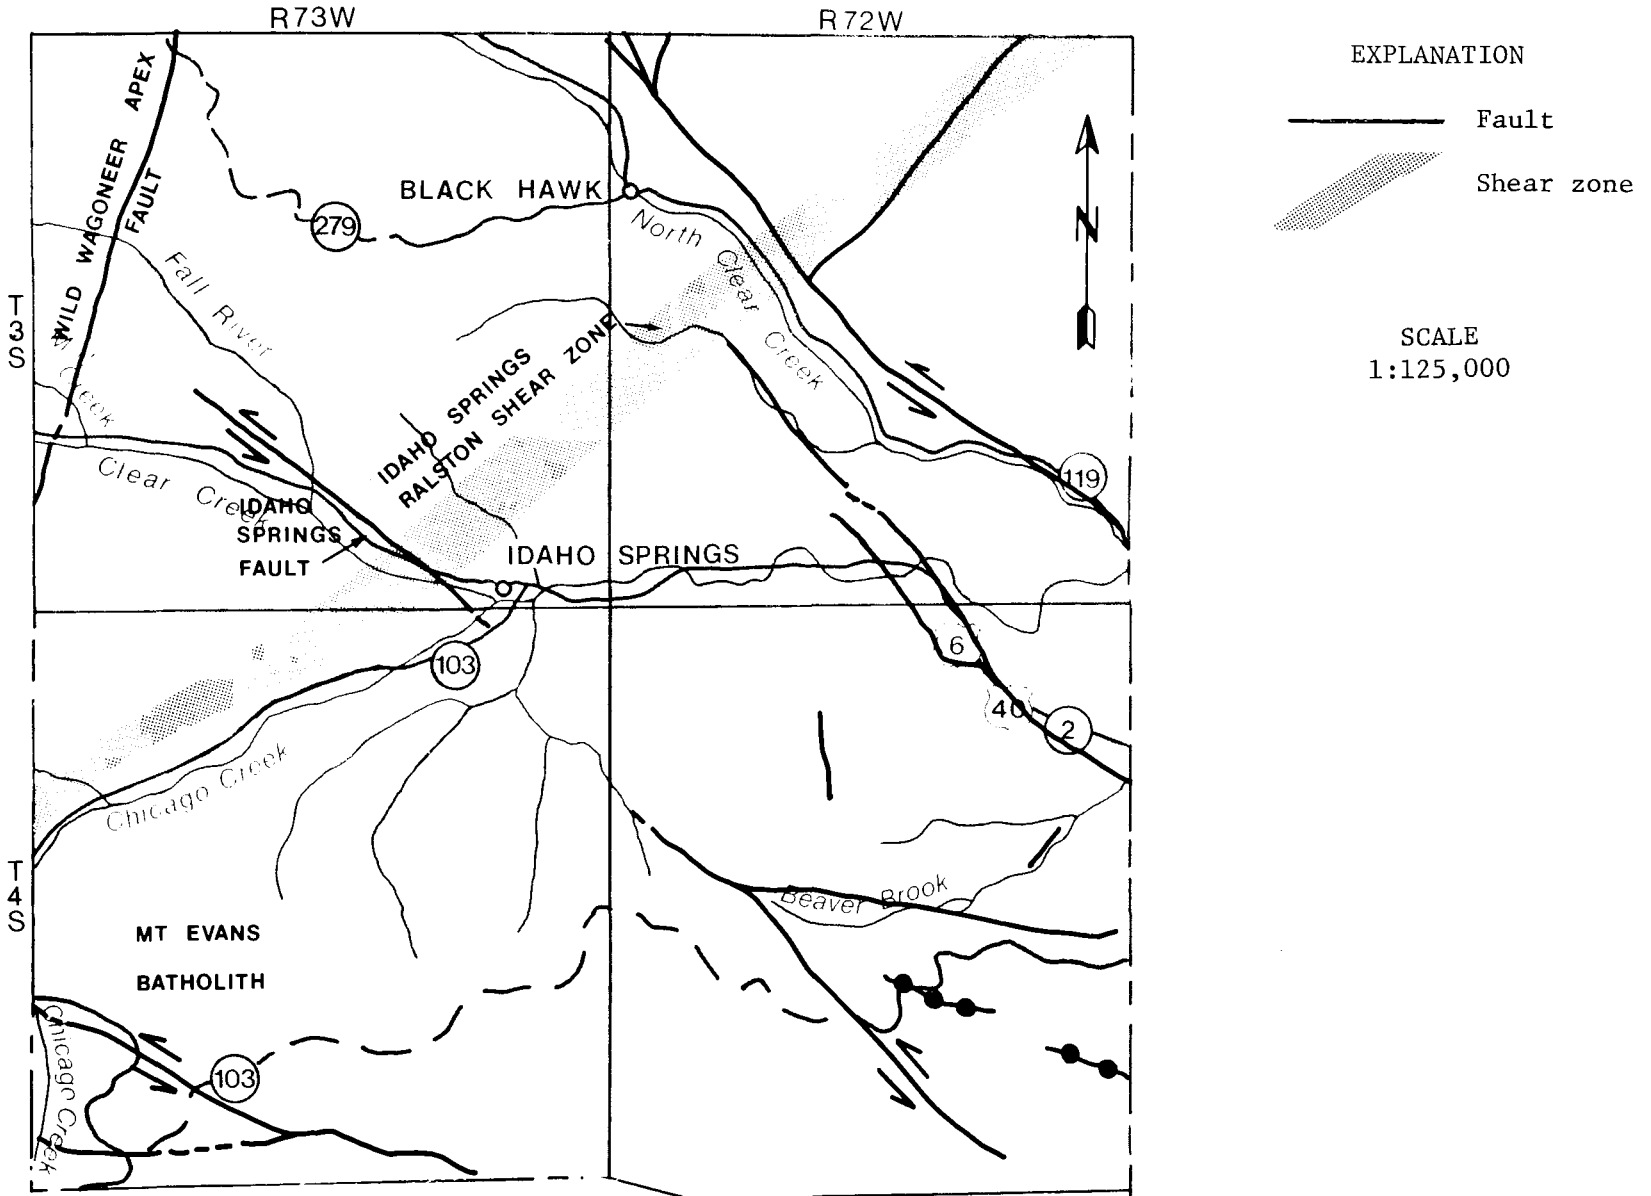 R73W
R72W
EXPLANATION
Fault
Shear zone
N
SCALE
1:125,000
T
3
S
T
4
S
WILD WAGONEER APEX
FAULT
279
BLACK HAWK
North Clear Creek
Fall River
Creek
Clear Creek
IDAHO SPRINGS
RALSTON SHEAR ZONE
IDAHO
SPRINGS
FAULT
IDAHO SPRINGS
119
103
6
40
2
Chicago Creek
Beaver Brook
MT EVANS
BATHOLITH
Chicago Creek
103